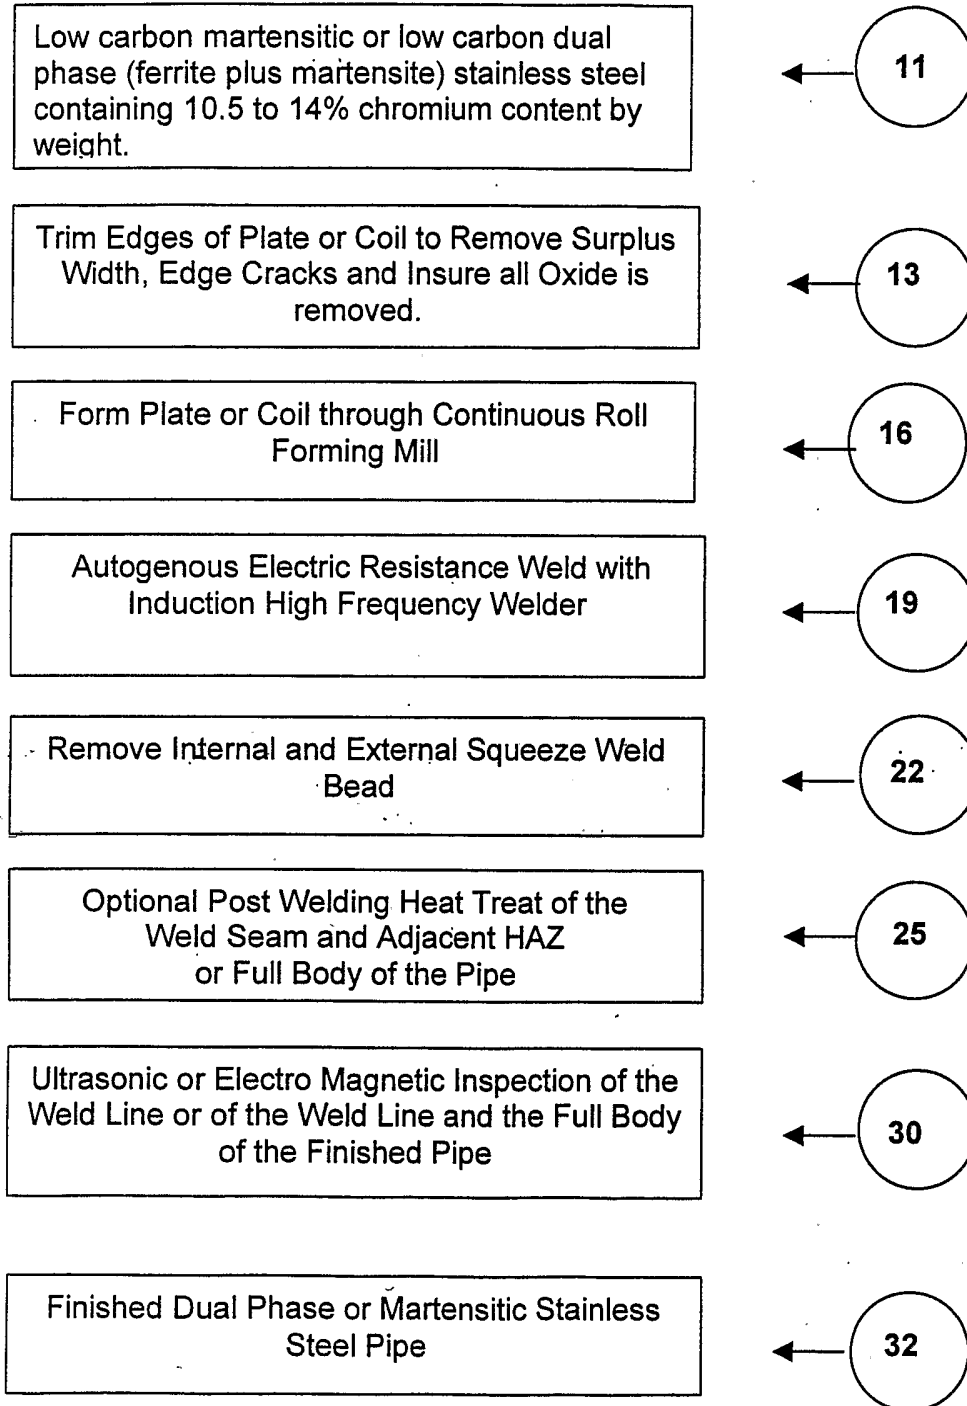 Low carbon martensitic or low carbon dual
phase (ferrite plus martensite) stainless steel
containing 10.5 to 14% chromium content by
weight.
11
Trim Edges of Plate or Coil to Remove Surplus
Width, Edge Cracks and Insure all Oxide is
removed.
13
Form Plate or Coil through Continuous Roll
Forming Mill
16
Autogenous Electric Resistance Weld with
Induction High Frequency Welder
19
Remove Internal and External Squeeze Weld
Bead
22
Optional Post Welding Heat Treat of the
Weld Seam and Adjacent HAZ
or Full Body of the Pipe
25
Ultrasonic or Electro Magnetic Inspection of the
Weld Line or of the Weld Line and the Full Body
of the Finished Pipe
30
Finished Dual Phase or Martensitic Stainless
Steel Pipe
32